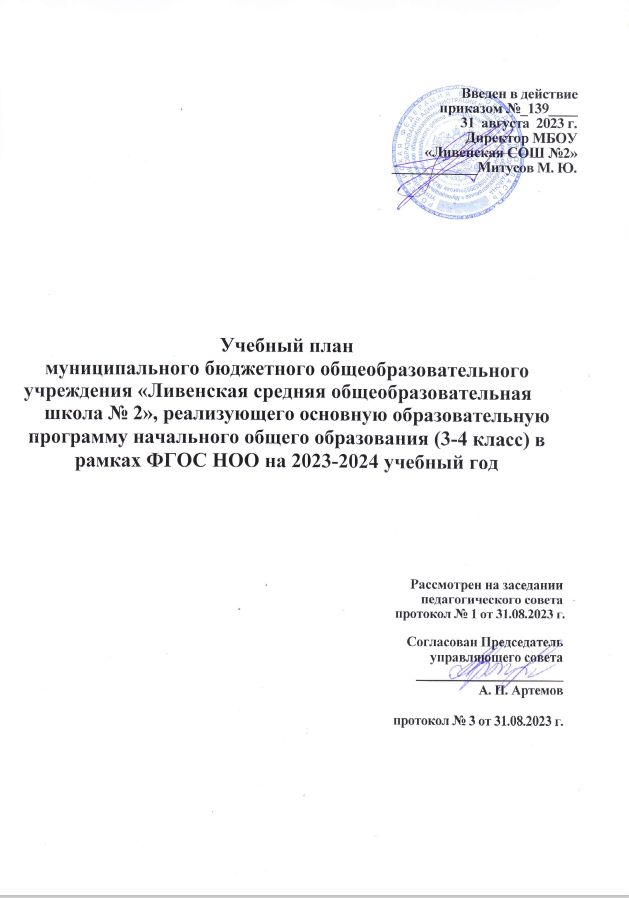 Введен в действие
приказом №_139____
31 августа 2023 г.
Директор МБОУ
«Ливенская СОШ №2»
____________Митусов М. Ю.
Учебный план
муниципального бюджетного общеобразовательного
учреждения «Ливенская средняя общеобразовательная
школа № 2», реализующего основную образовательную
программу начального общего образования (3-4 класс) в
рамках ФГОС НОО на 2023-2024 учебный год
Рассмотрен на заседании
педагогического совета
протокол № 1 от 31.08.2023 г.
Согласован Председатель
управляющего совета
_____________________
А. П. Артемов
протокол № 3 от 31.08.2023 г.